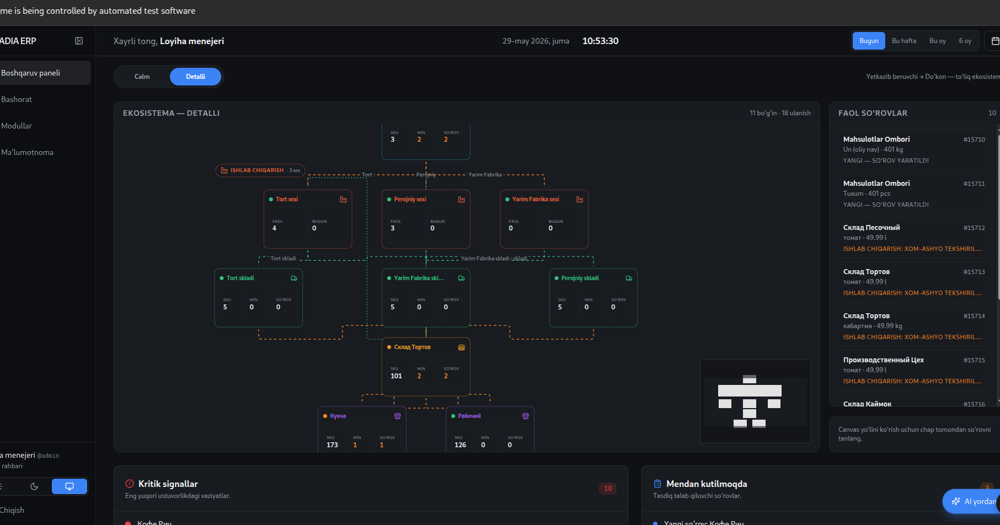 me is being controlled by automated test software
ADIA ERP
Xayrli tong, Loyiha menejeri
29-may 2026, juma · 10:53:30
Bugun
Bu hafta
Bu oy
6 oy
Boshqaruv paneli
Bashorat
Modullar
Ma'lumotnoma
Calm
Detalli
Yetkazib beruvchi → Do'kon — to'liq ekosistem
EKOSISTEMA — DETALLI
11 bo'g'in · 18 ulanish
SKU 3
MIN 2
SO'ROV 2
ISHLAB CHIQARISH · 3 sex
Tort
Perojniy
Yarim Fabrika
Tort sexi
FAOL 4
BUGUN 0
Perojniy sexi
FAOL 3
BUGUN 0
Yarim Fabrika sexi
FAOL 0
BUGUN 0
Tort skladi
Yarim Fabrika skladi
skladi
Tort skladi
SKU 5
MIN 0
SO'ROV 0
Yarim Fabrika skl...
SKU 5
MIN 0
SO'ROV 0
Perojniy skladi
SKU 5
MIN 0
SO'ROV 0
Склад Тортов
SKU 101
MIN 2
SO'ROV 2
Кукча
SKU 173
MIN 1
SO'ROV 1
Рабочий
SKU 126
MIN 0
SO'ROV 0
FAOL SO'ROVLAR
10
Mahsulotlar Ombori #15710
Un (oliy nav) · 401 kg
YANGI — SO'ROV YARATILDI
Mahsulotlar Ombori #15711
Tuxum · 401 pcs
YANGI — SO'ROV YARATILDI
Склад Песочный #15712
томат · 49.99 l
ISHLAB CHIQARISH: XOM-ASHYO TEKSHIRIL...
Склад Тортов #15713
томат · 49.99 l
ISHLAB CHIQARISH: XOM-ASHYO TEKSHIRIL...
Склад Тортов #15714
кабартма · 49.99 kg
ISHLAB CHIQARISH: XOM-ASHYO TEKSHIRIL...
Производственный Цех #15715
томат · 49.99 l
ISHLAB CHIQARISH: XOM-ASHYO TEKSHIRIL...
Склад Каймок #15716
Canvas yo'lini ko'rish uchun chap tomondan so'rovni
tanlang.
a menejeri @admin
rahbari
Chiqish
Kritik signallar
Eng yuqori ustuvorlikdagi vaziyatlar.
10
Кофе Рич
Mendan kutilmoqda
Tasdiq talab qiluvchi so'rovlar.
3
Yangi so'rov: Кофе Рич
AI yordan